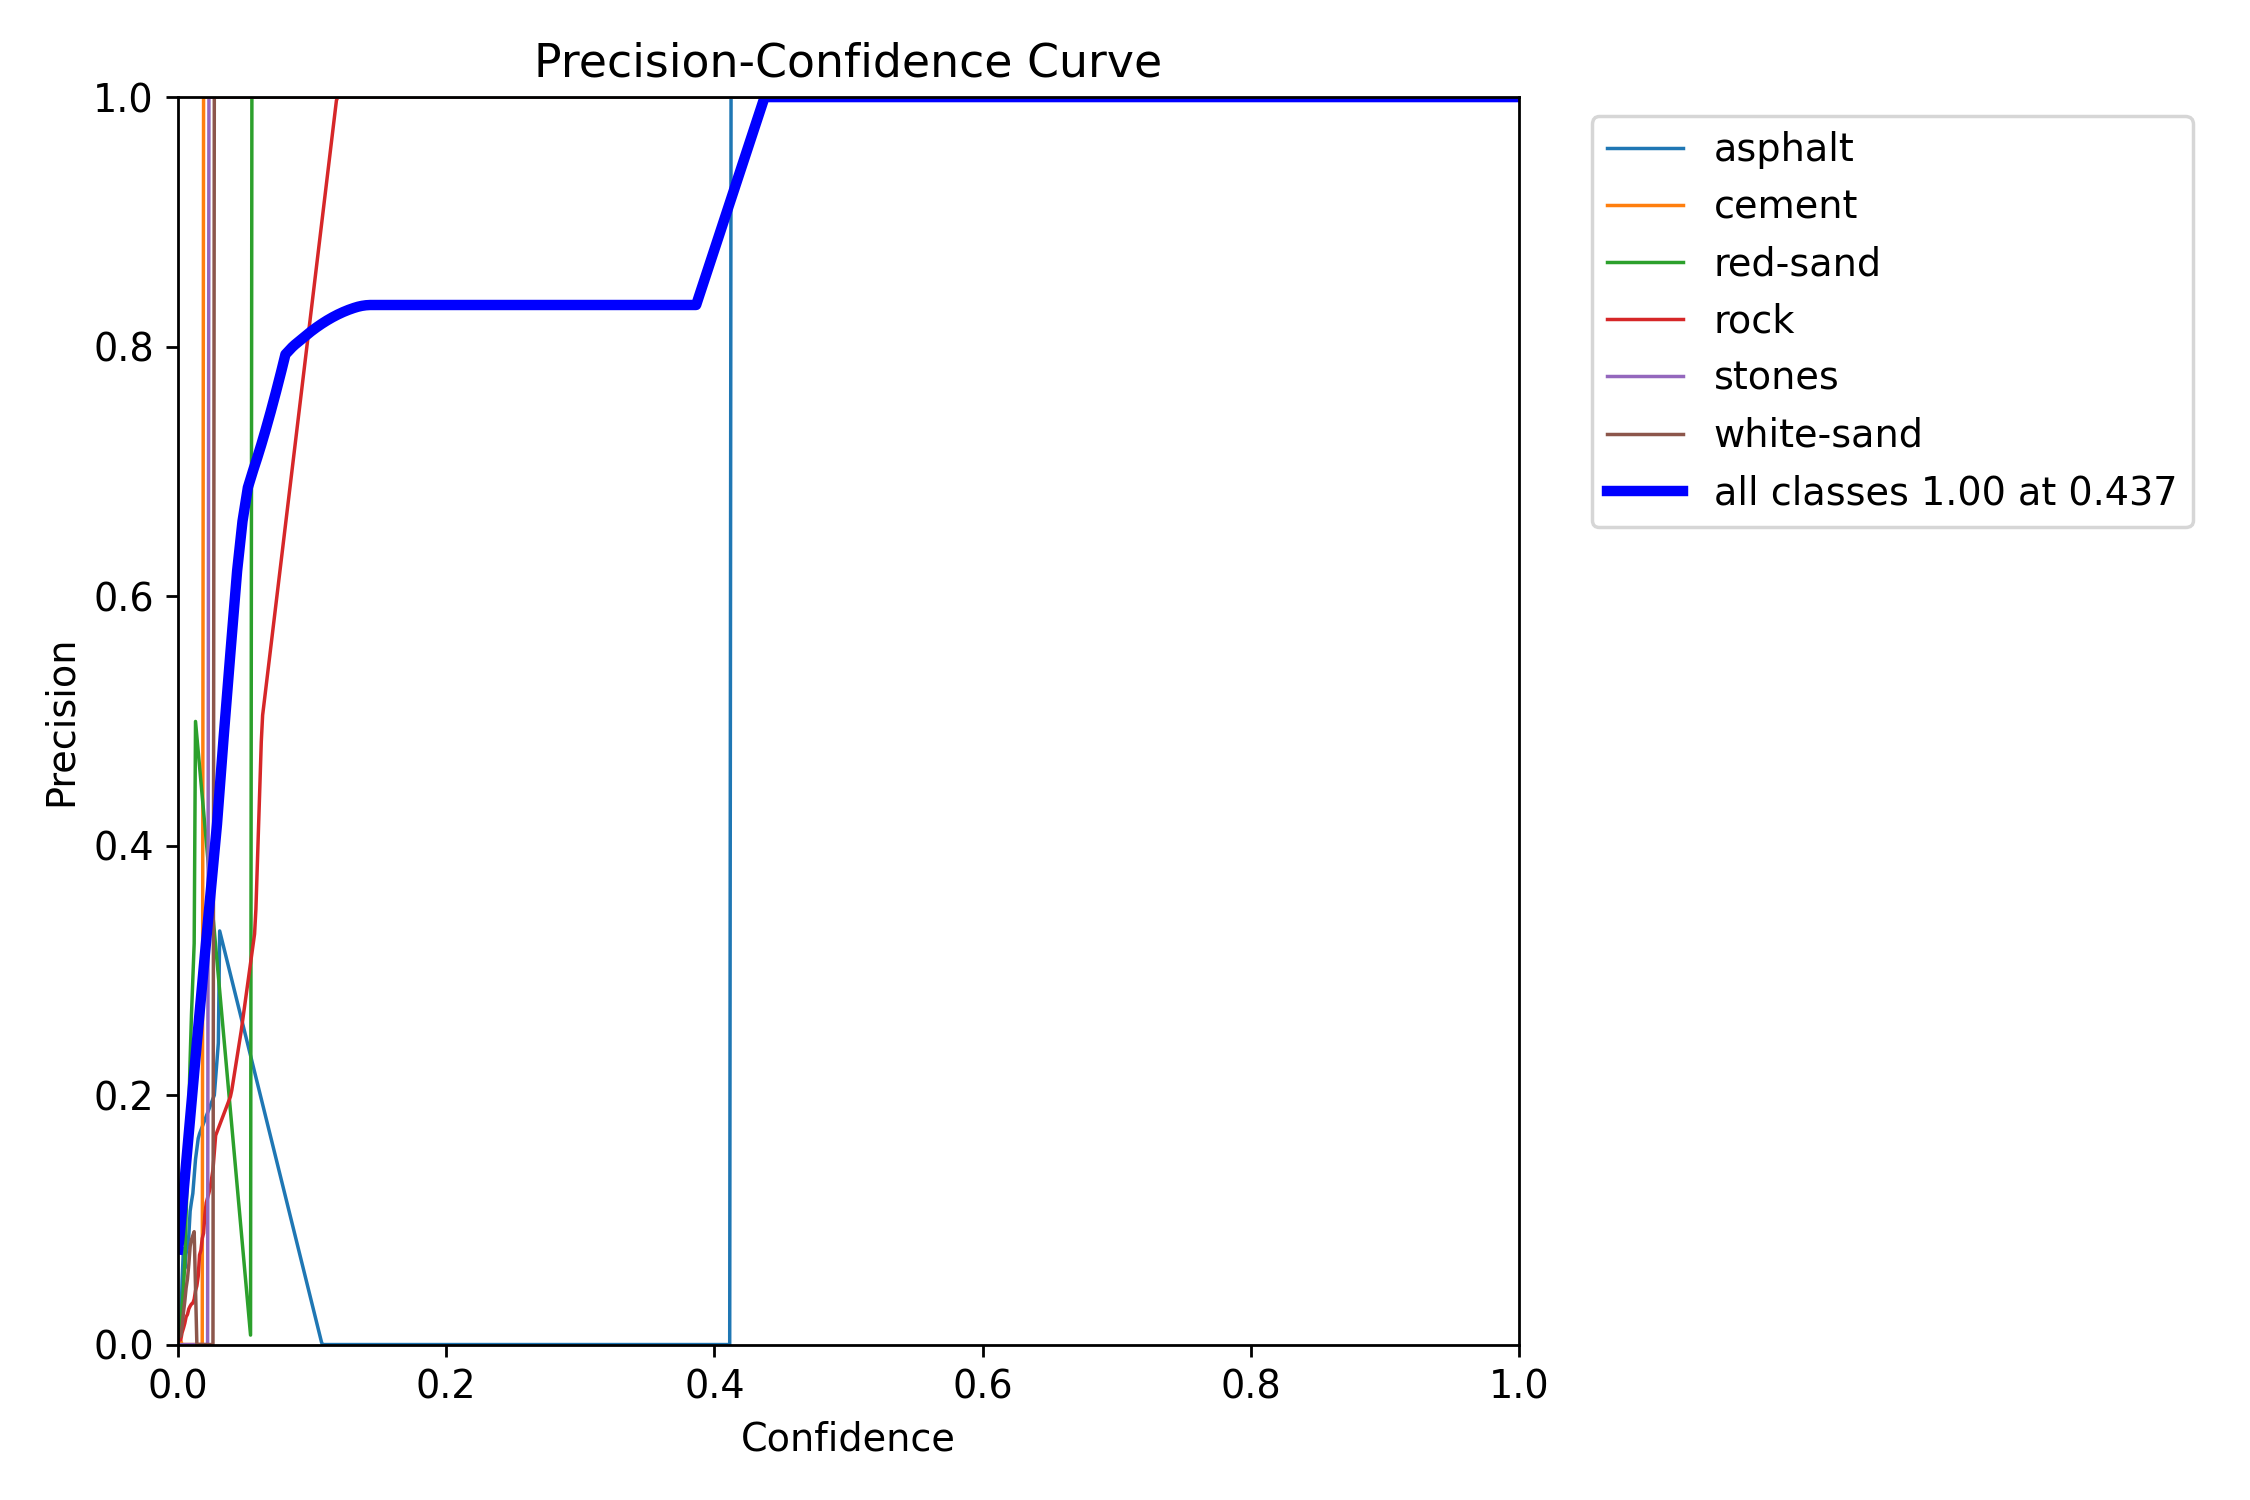 Precision-Confidence Curve
1.0
0.8
0.6
0.4
0.2
0.0
Precision
0.0 0.2 0.4 0.6 0.8 1.0
Confidence
asphalt
cement
red-sand
rock
stones
white-sand
all classes 1.00 at 0.437